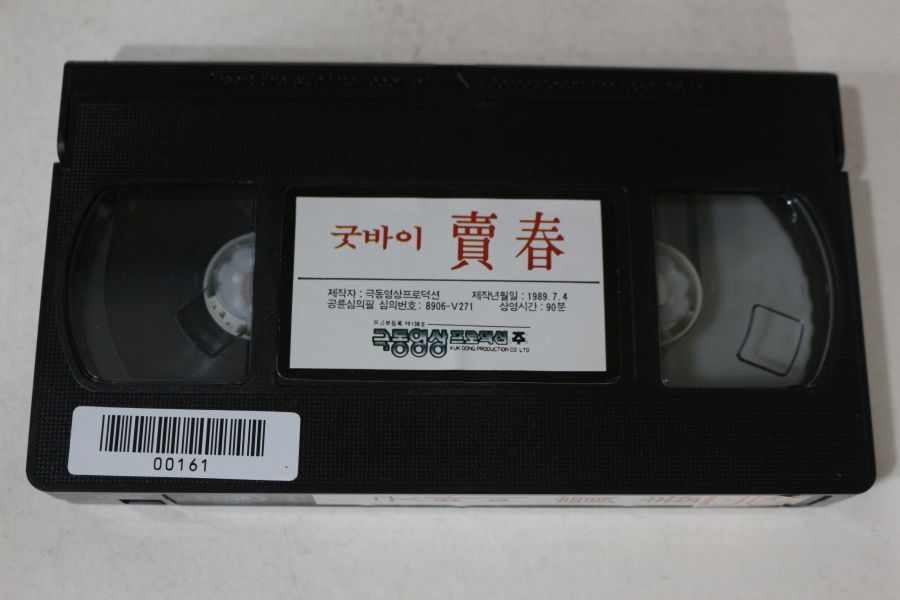 굿바이 賣春
제작자 : 극동영상프로덕션 제작년월일 : 1989. 7. 4
공륜심의필 심의번호 : 8906-V271 상영시간 : 90분
극동영상 프로덕션 주
KUK DONG PRODUCTION CO LTD
00161